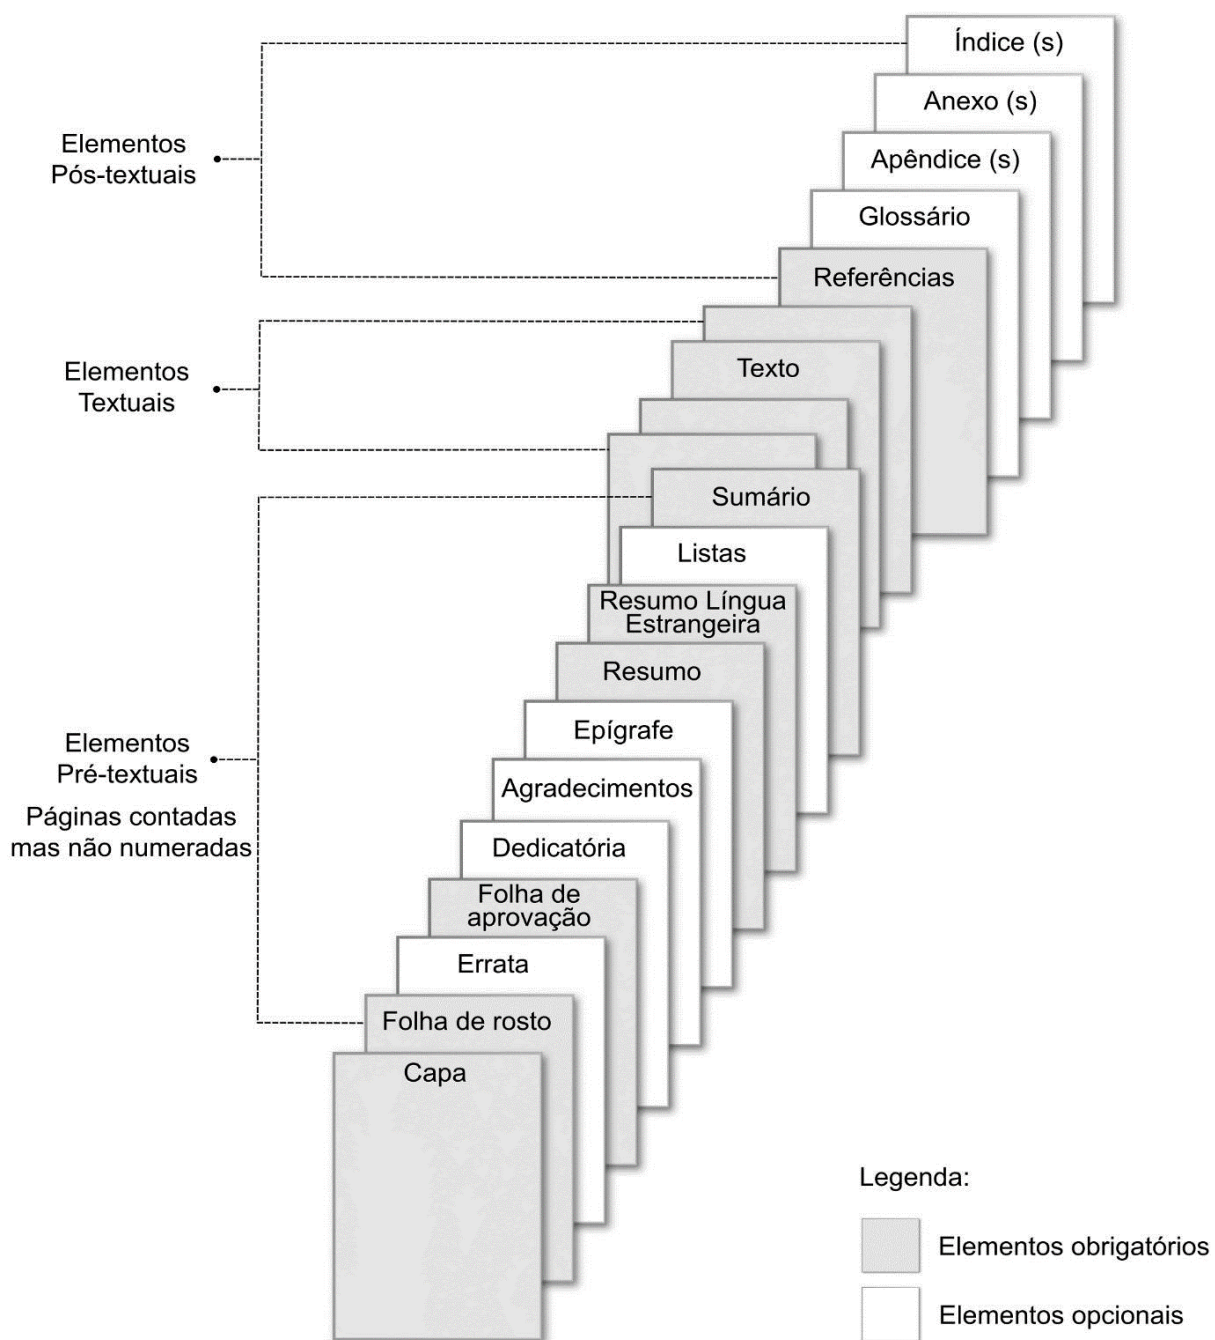 Índice (s)
Anexo (s)
Apêndice (s)
Glossário
Referências
Elementos
Pós-textuais
Texto
Elementos
Textuais
Sumário
Listas
Resumo Língua
Estrangeira
Resumo
Epígrafe
Agradecimentos
Dedicatória
Folha de
aprovação
Errata
Folha de rosto
Capa
Elementos
Pré-textuais
Páginas contadas
mas não numeradas
Legenda:
Elementos obrigatórios
Elementos opcionais